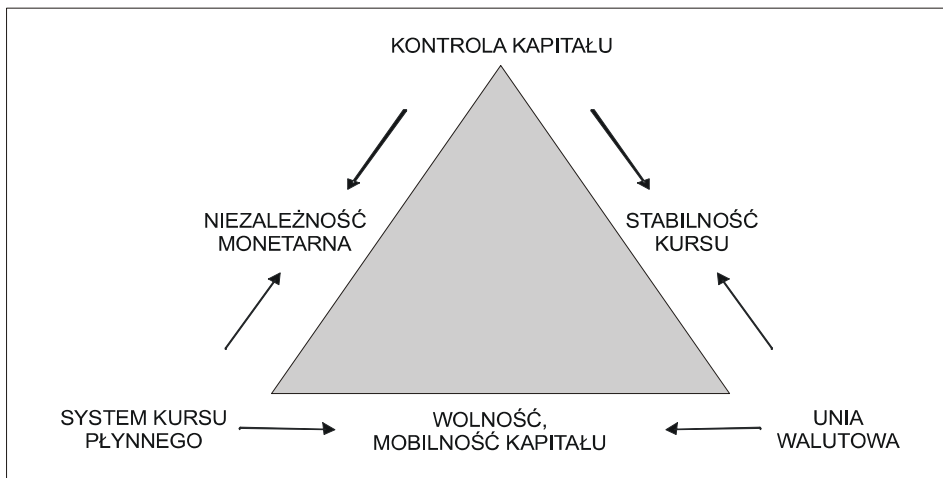 KONTROLA KAPITAŁU
NIEZALEŻNOŚĆ
MONETARNA
STABILNOŚĆ
KURSU
SYSTEM KURSU
PŁYNNEGO
WOLNOŚĆ,
MOBILNOŚĆ KAPITAŁU
UNIA
WALUTOWA